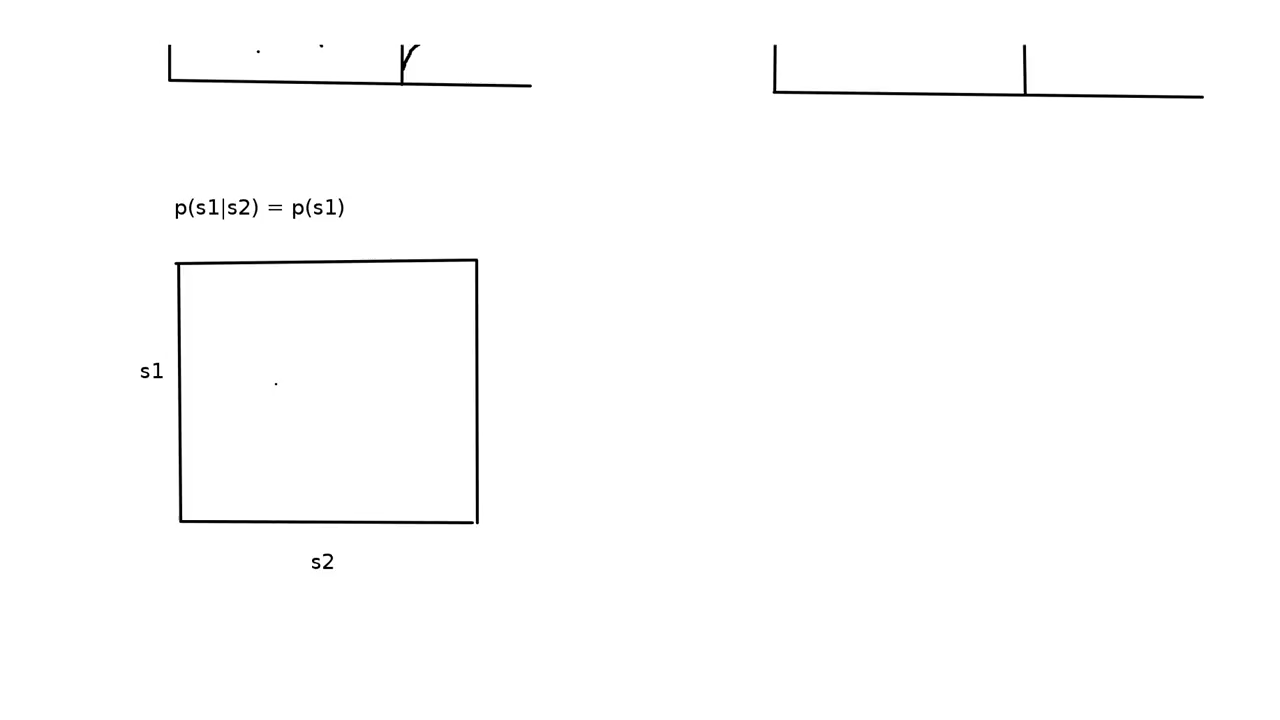 p(s1|s2) = p(s1)
s1
s2